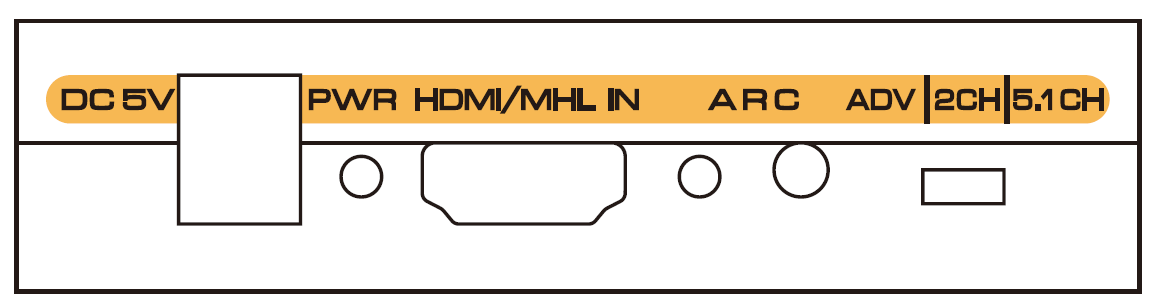 DC 5V PWR HDMI/MHL IN ARC ADV 2CH 5.1CH